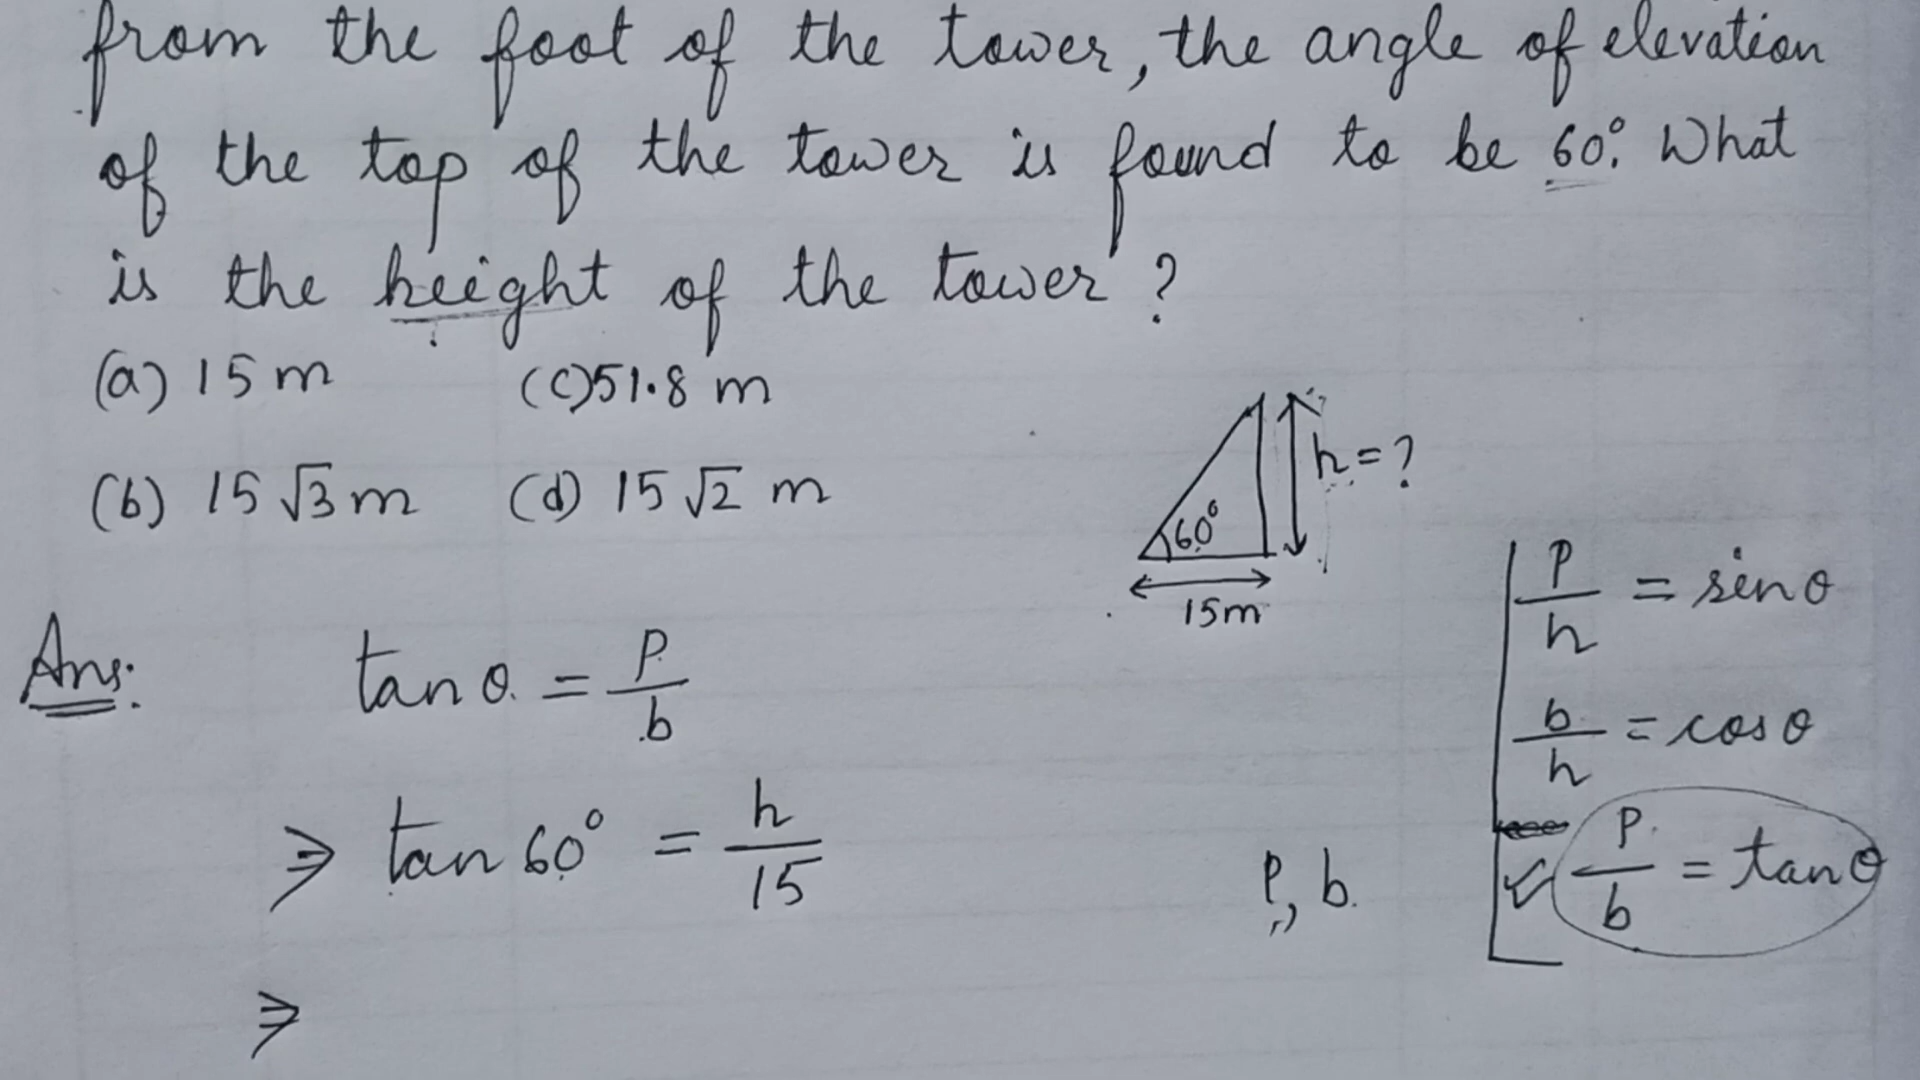 from the foot of the tower, the angle of elevation
of the top of the tower is found to be 60°. What
is the height of the tower ?
(a) 15 m (c) 51.8 m
(b) 15 √3 m (d) 15 √2 m
h = ?
60°
15m
Ans:
tan θ = P/b
⇒ tan 60° = h/15
⇒
P, b.
P/h = sin θ
b/h = cos θ
✓ P/b = tan θ